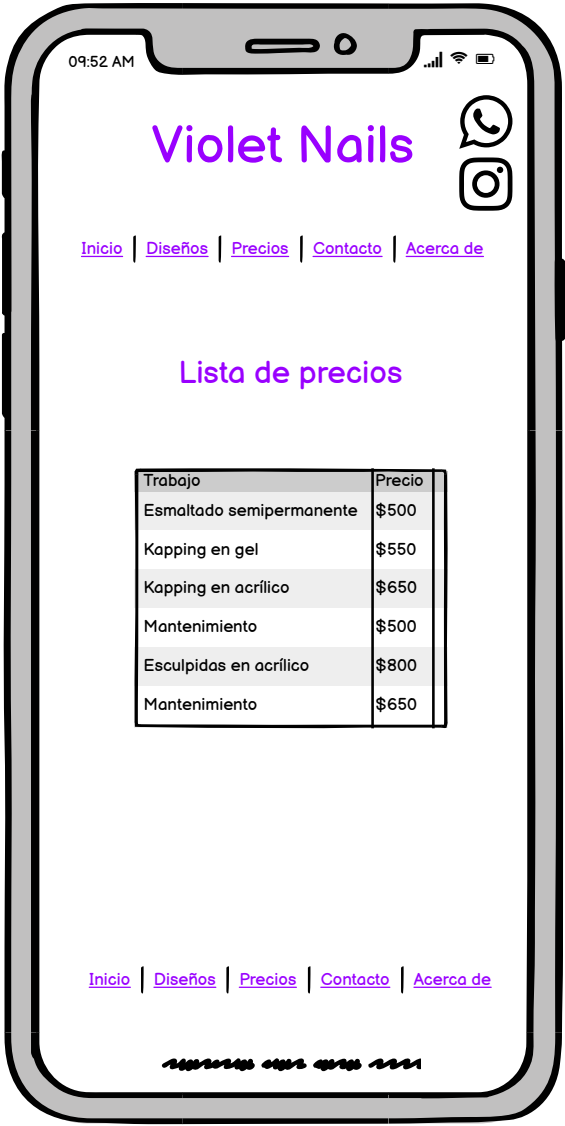 09:52 AM
Violet Nails
Inicio | Diseños | Precios | Contacto | Acerca de
Lista de precios
Trabajo Precio
Esmaltado semipermanente $500
Kapping en gel $550
Kapping en acrílico $650
Mantenimiento $500
Esculpidas en acrílico $800
Mantenimiento $650
Inicio | Diseños | Precios | Contacto | Acerca de